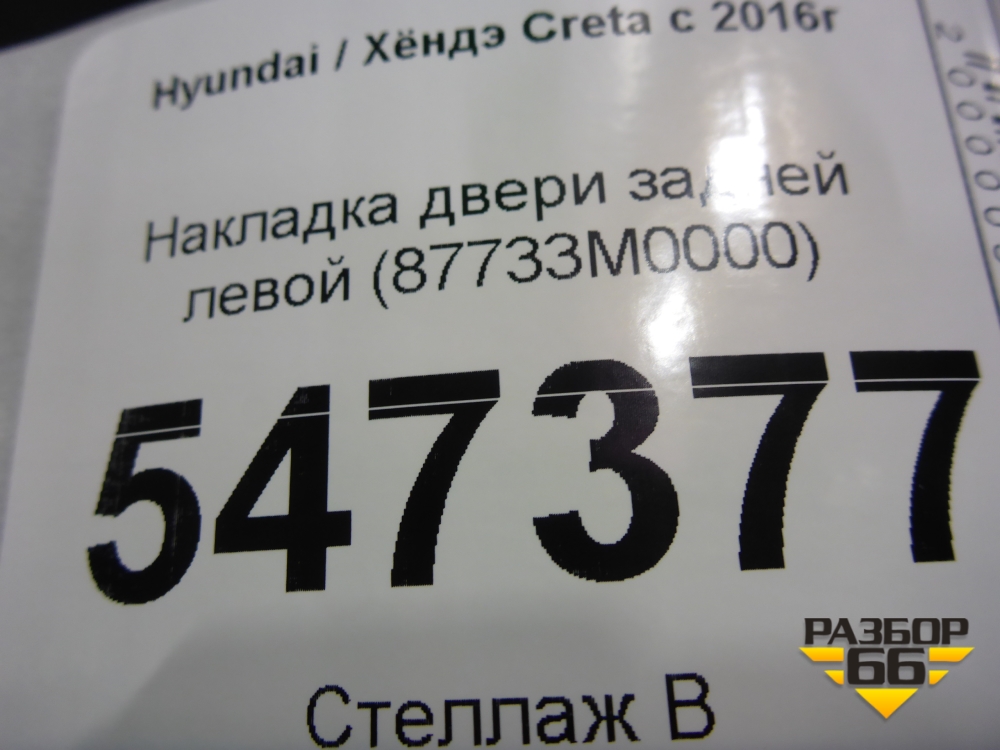 Hyundai / Хёндэ Creta с 2016г
Накладка двери задней
левой (87733M0000)
547377
Стеллаж В
РАЗБОР
66